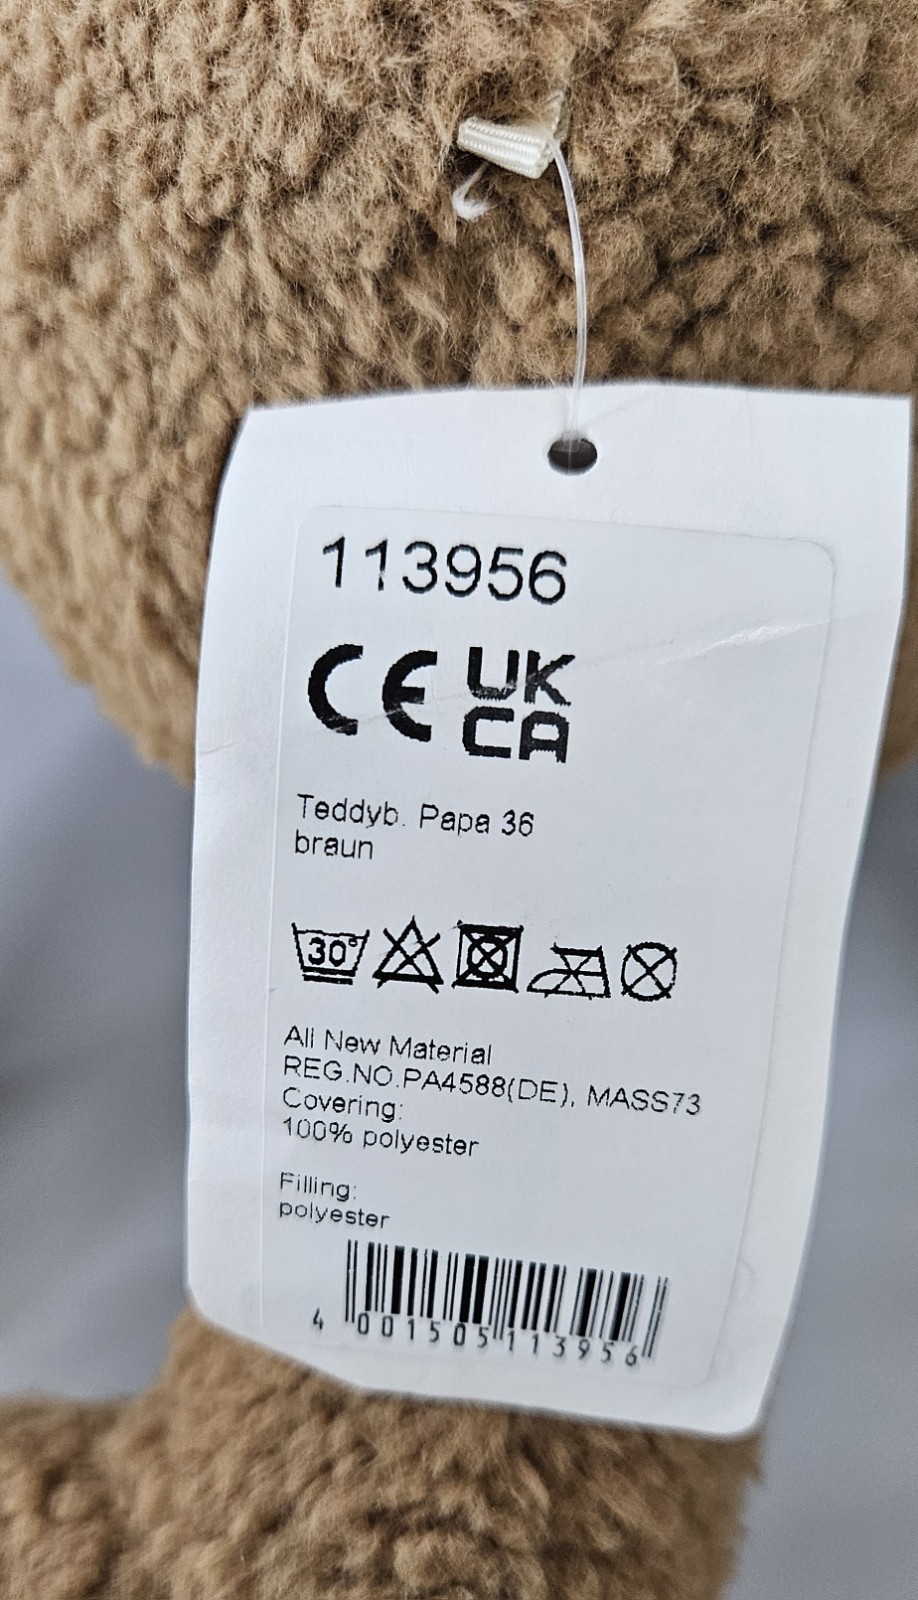 113956
CE UK
CA
Teddyb. Papa 36
braun
30°
All New Material
REG.NO.PA4588(DE), MASS73
Covering:
100% polyester
Filling:
polyester
4 001505 113956